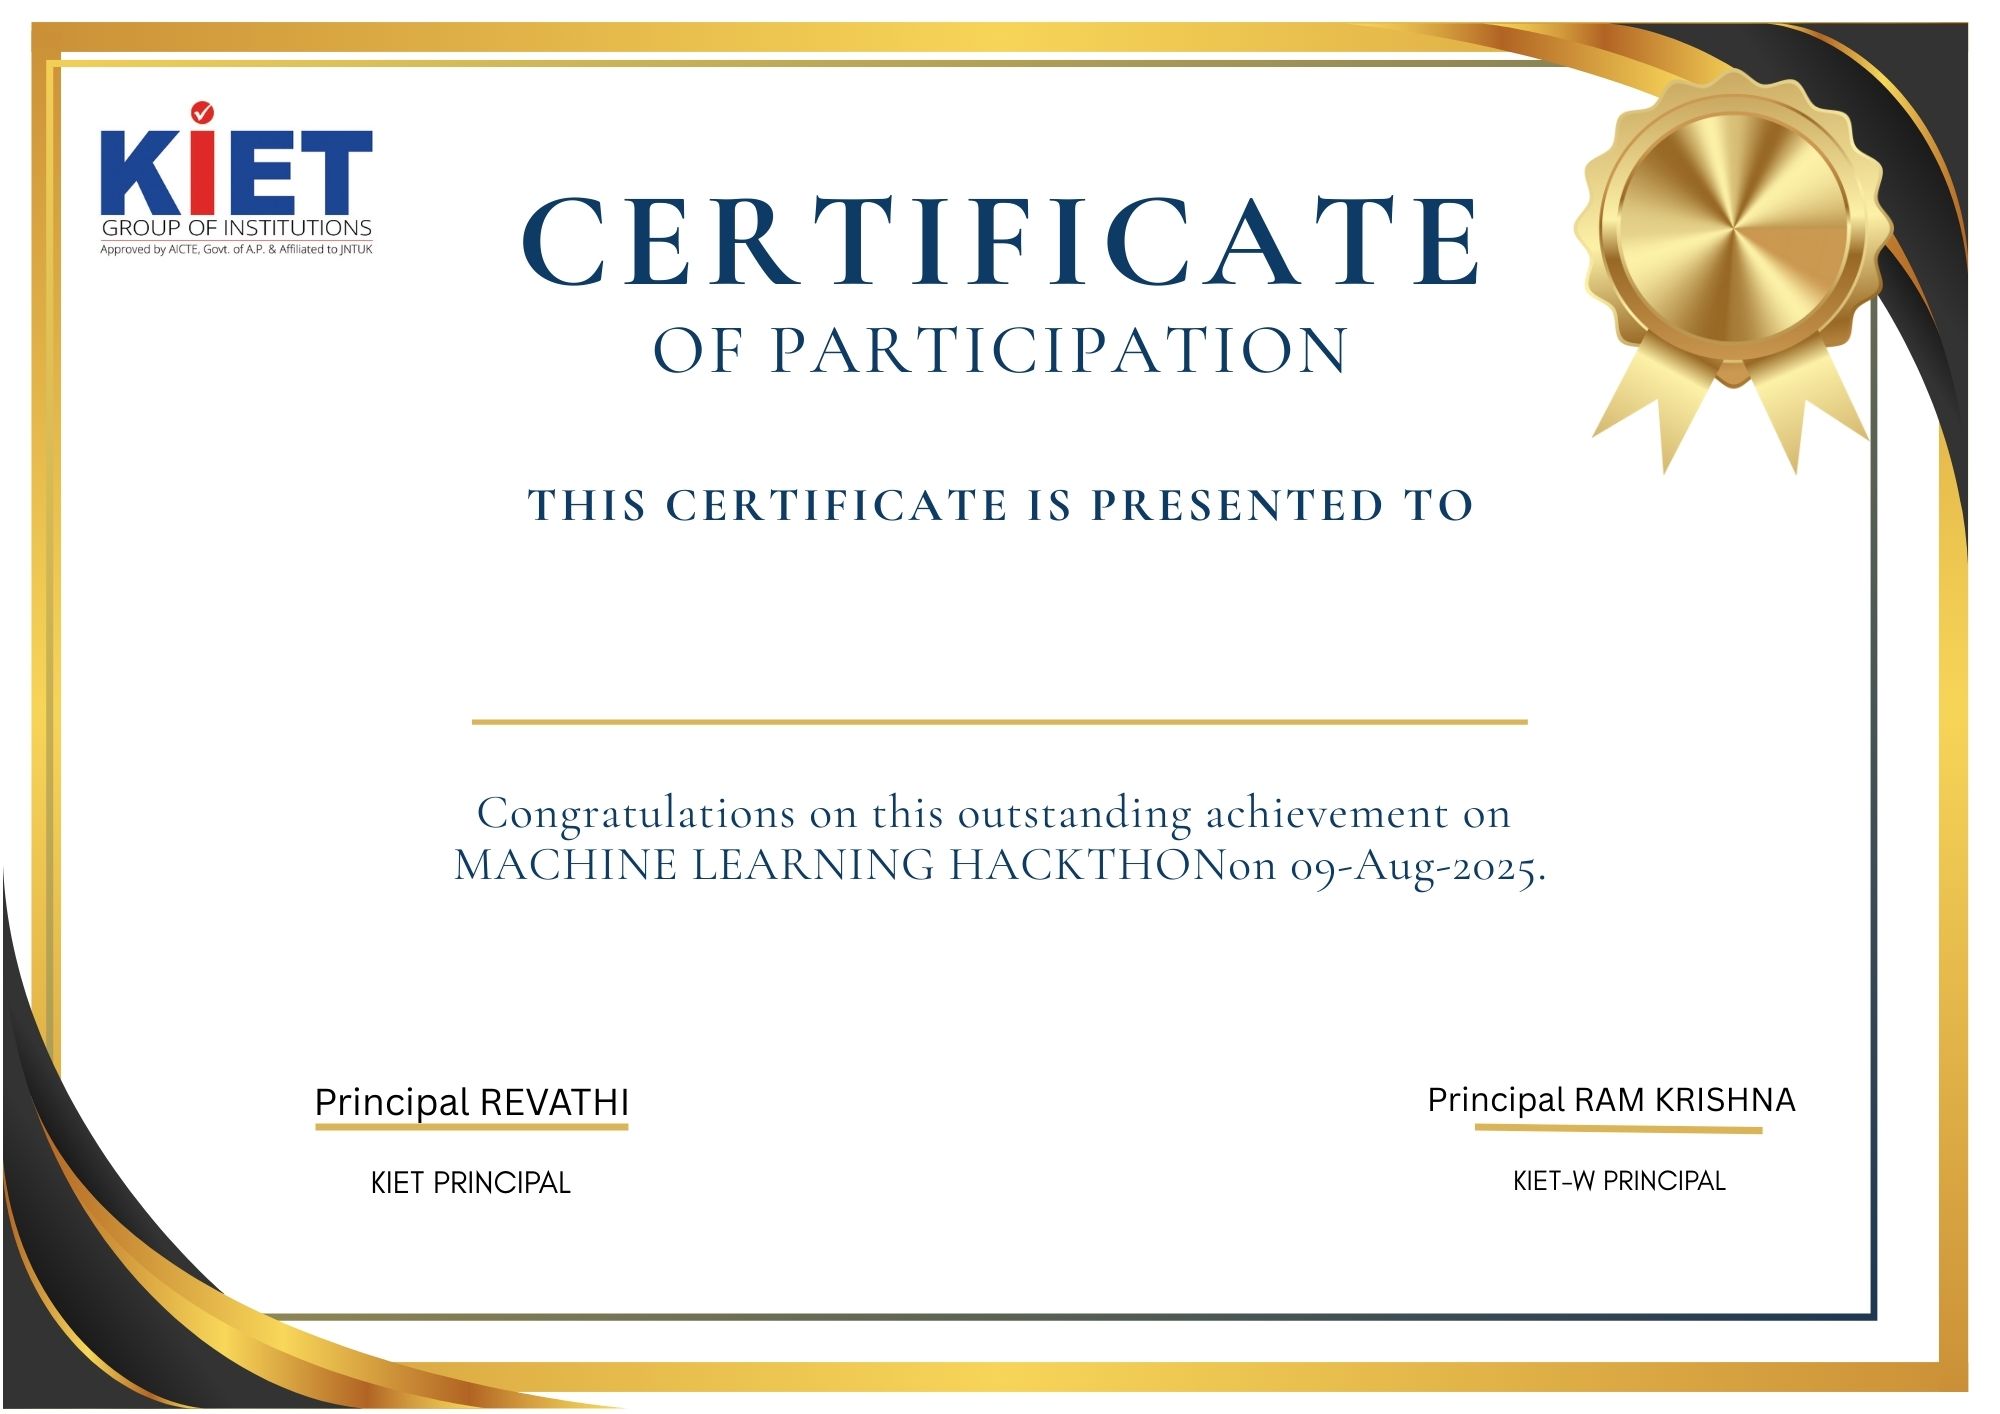 KiET
GROUP OF INSTITUTIONS
Approved by AICTE, Govt. of A.P. & Affiliated to JNTUK
CERTIFICATE
OF PARTICIPATION
THIS CERTIFICATE IS PRESENTED TO
Congratulations on this outstanding achievement on
MACHINE LEARNING HACKTHONon 09-Aug-2025.
Principal REVATHI
KIET PRINCIPAL
Principal RAM KRISHNA
KIET-W PRINCIPAL